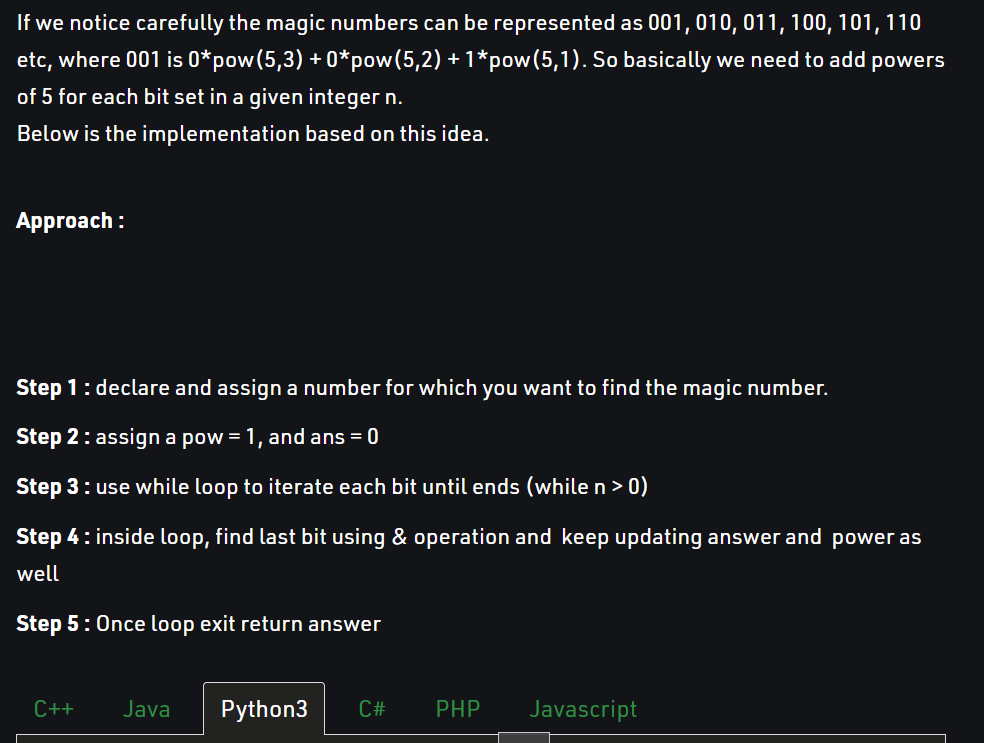 If we notice carefully the magic numbers can be represented as 001, 010, 011, 100, 101, 110
etc, where 001 is 0*pow(5,3) + 0*pow(5,2) + 1*pow(5,1). So basically we need to add powers
of 5 for each bit set in a given integer n.
Below is the implementation based on this idea.
Approach :
Step 1 : declare and assign a number for which you want to find the magic number.
Step 2 : assign a pow = 1, and ans = 0
Step 3 : use while loop to iterate each bit until ends (while n > 0)
Step 4 : inside loop, find last bit using & operation and  keep updating answer and  power as
well
Step 5 : Once loop exit return answer
C++ Java Python3 C# PHP Javascript